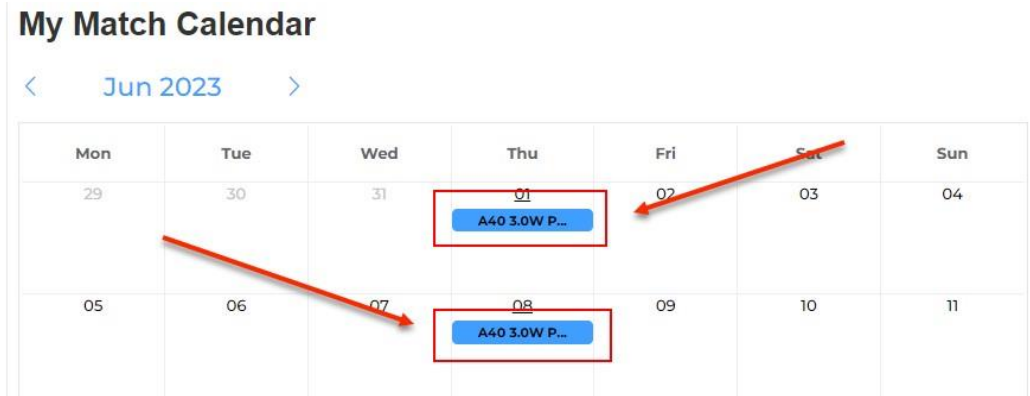 My Match Calendar
< Jun 2023 >
Mon Tue Wed Thu Fri Sat Sun
29 30 31 01 02 03 04
A40 3.0W P...
05 06 07 08 09 10 11
A40 3.0W P...